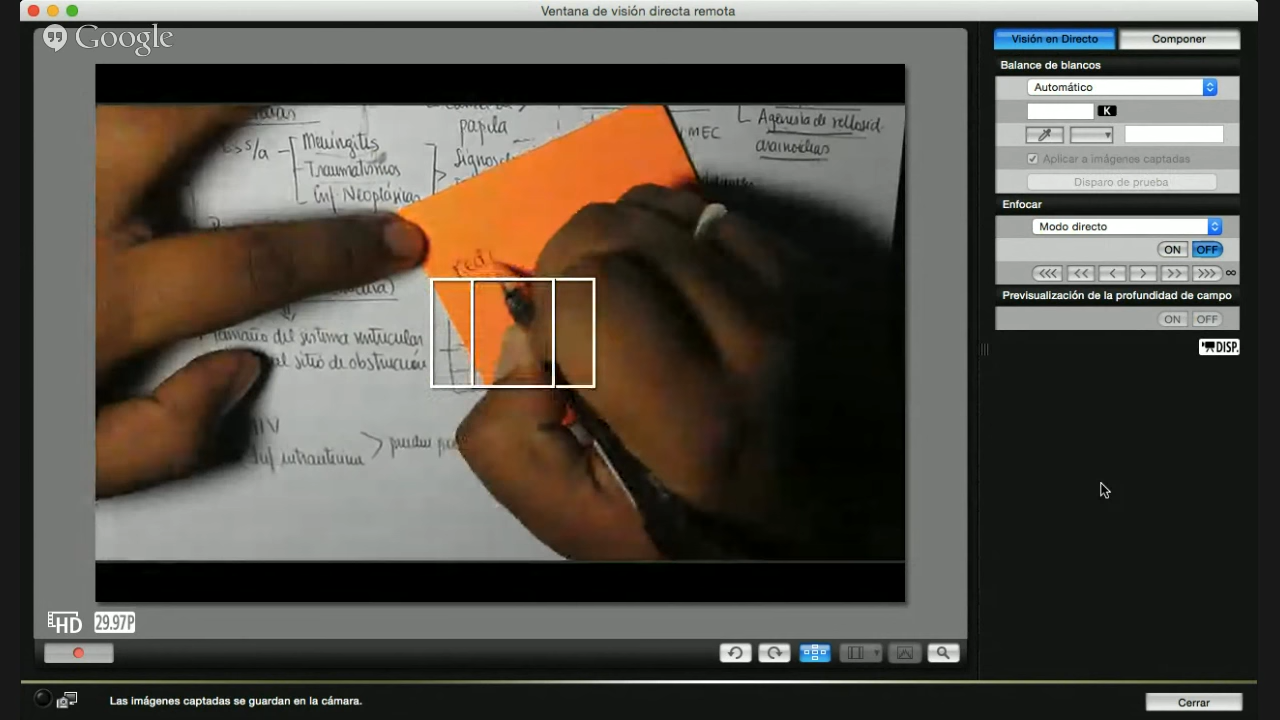 Ventana de visión directa remota
Google
Visión en Directo
Componer
Balance de blancos
Automático
K
Aplicar a imágenes captadas
Disparo de prueba
Enfocar
Modo directo
ON OFF
<<< << < > >> >>> ∞
Previsualización de la profundidad de campo
ON OFF
DISP.
papila
MEC
Agenesia de vellosid.
aracnoideas
s/a
Meningitis
Traumatismos
Inf Neoplásias
Signos
tamaño del sistema ventricular
el sitio de obstrucción
intrauterina
HD
29.97P
Las imágenes captadas se guardan en la cámara.
Cerrar